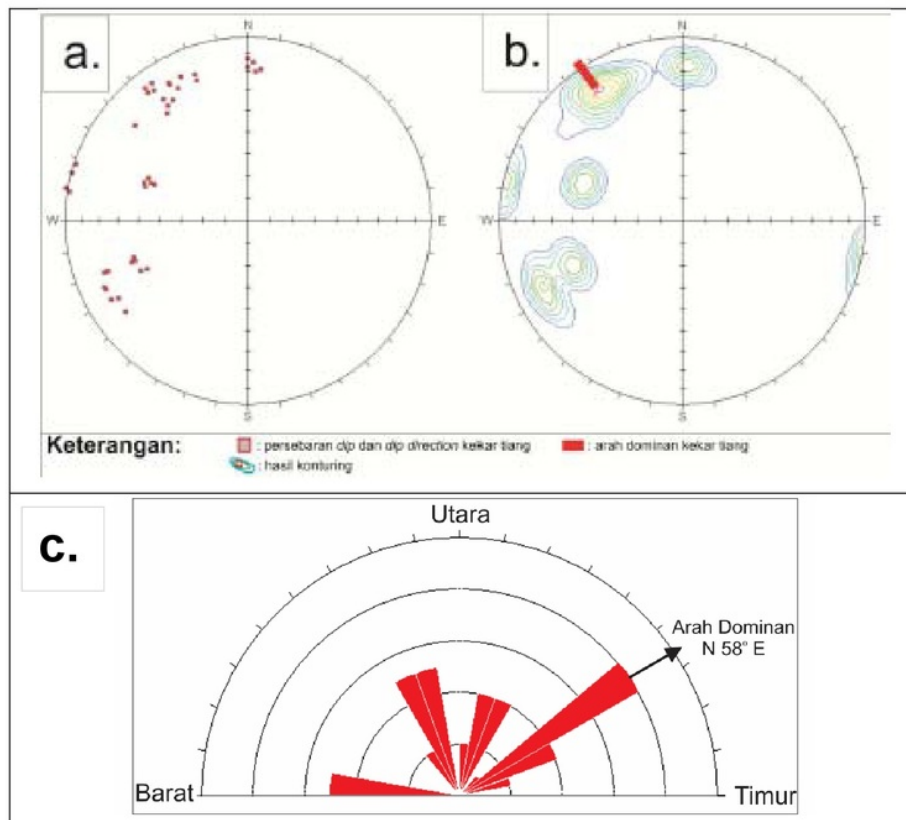 a.
N
W
E
S
b.
N
W
E
S
Keterangan:
: persebaran dip dan dip direction kekar tiang
: arah dominan kekar tiang
: hasil konturing
c.
Utara
Arah Dominan
N 58° E
Barat
Timur